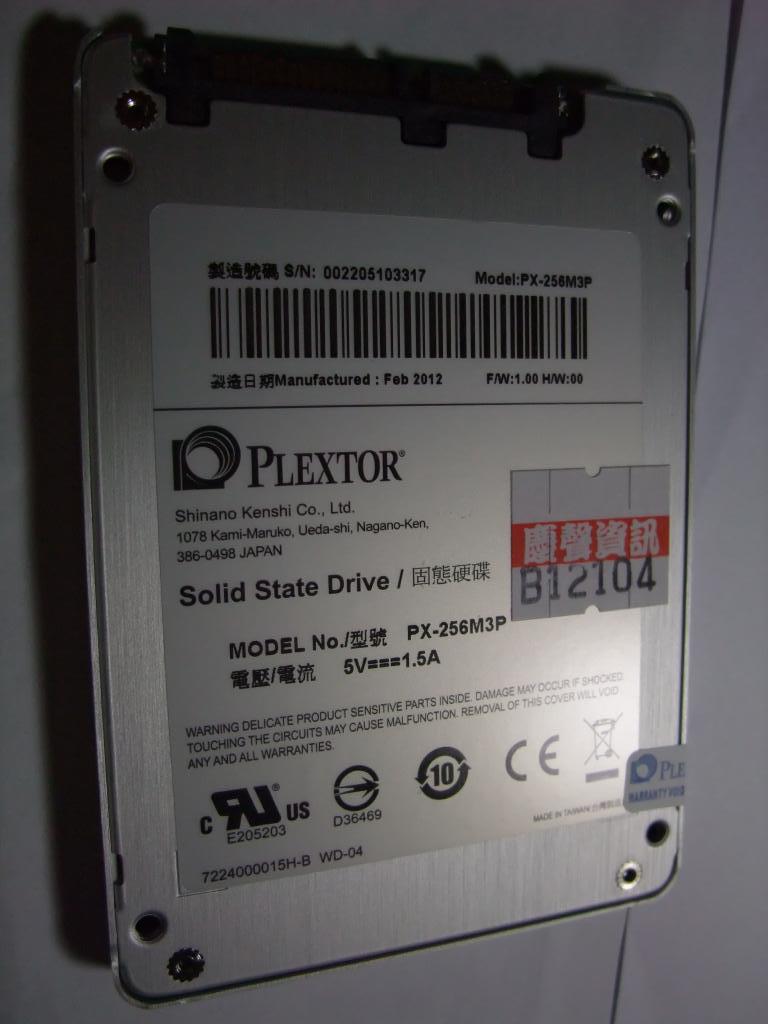 製造號碼 S/N: 002205103317 Model:PX-256M3P
製造日期Manufactured : Feb 2012 F/W:1.00 H/W:00
PLEXTOR®
Shinano Kenshi Co., Ltd.
1078 Kami-Maruko, Ueda-shi, Nagano-Ken,
386-0498 JAPAN
慶聲資訊
B12104
Solid State Drive / 固態硬碟
MODEL No./型號 PX-256M3P
電壓/電流 5V⎓1.5A
WARNING DELICATE PRODUCT SENSITIVE PARTS INSIDE. DAMAGE MAY OCCUR IF SHOCKED.
TOUCHING THE CIRCUITS MAY CAUSE MALFUNCTION. REMOVAL OF THIS COVER WILL VOID
ANY AND ALL WARRANTIES.
C RU® US
E205203
D36469
10
CE
PLE
WARRANTY VOID
MADE IN TAIWAN
7224000015H-B WD-04